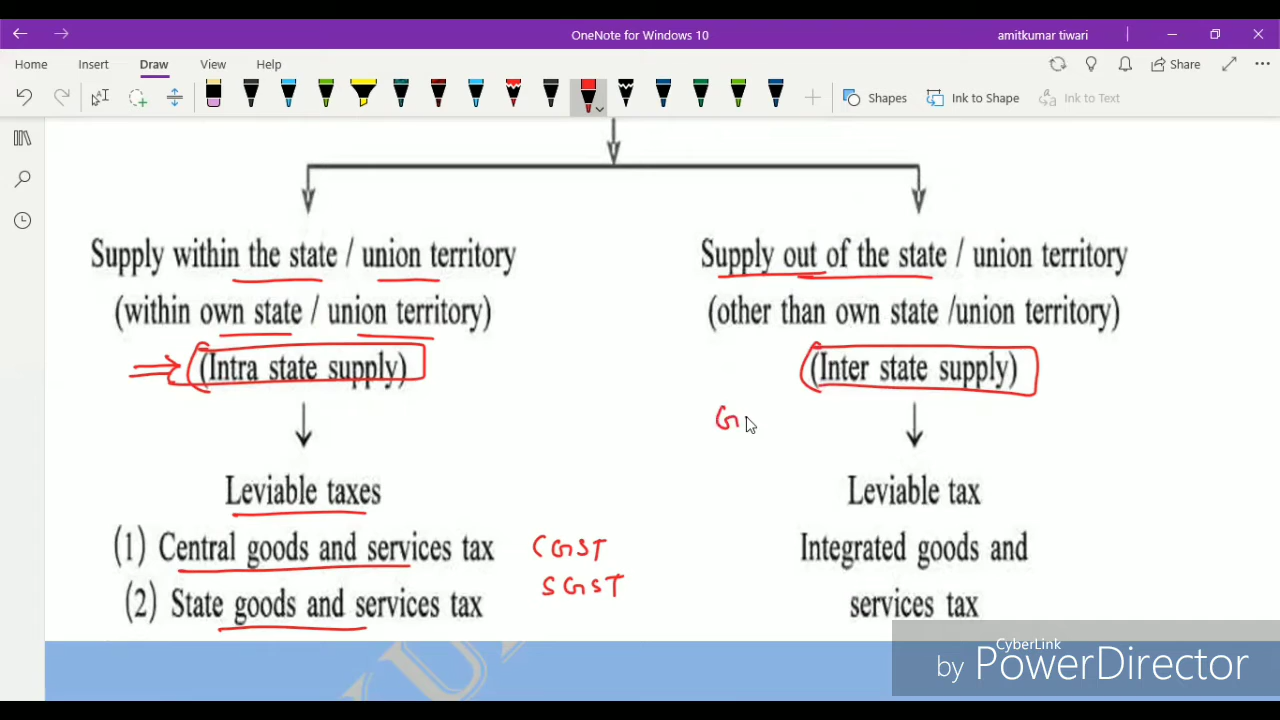 OneNote for Windows 10
amitkumar tiwari
Home Insert Draw View Help
Share
Shapes
Ink to Shape
Ink to Text
Supply within the state / union territory
(within own state / union territory)
(Intra state supply)
Leviable taxes
(1) Central goods and services tax
(2) State goods and services tax
CGST
SGST
Supply out of the state / union territory
(other than own state /union territory)
(Inter state supply)
G
Leviable tax
Integrated goods and
services tax
CyberLink
by PowerDirector